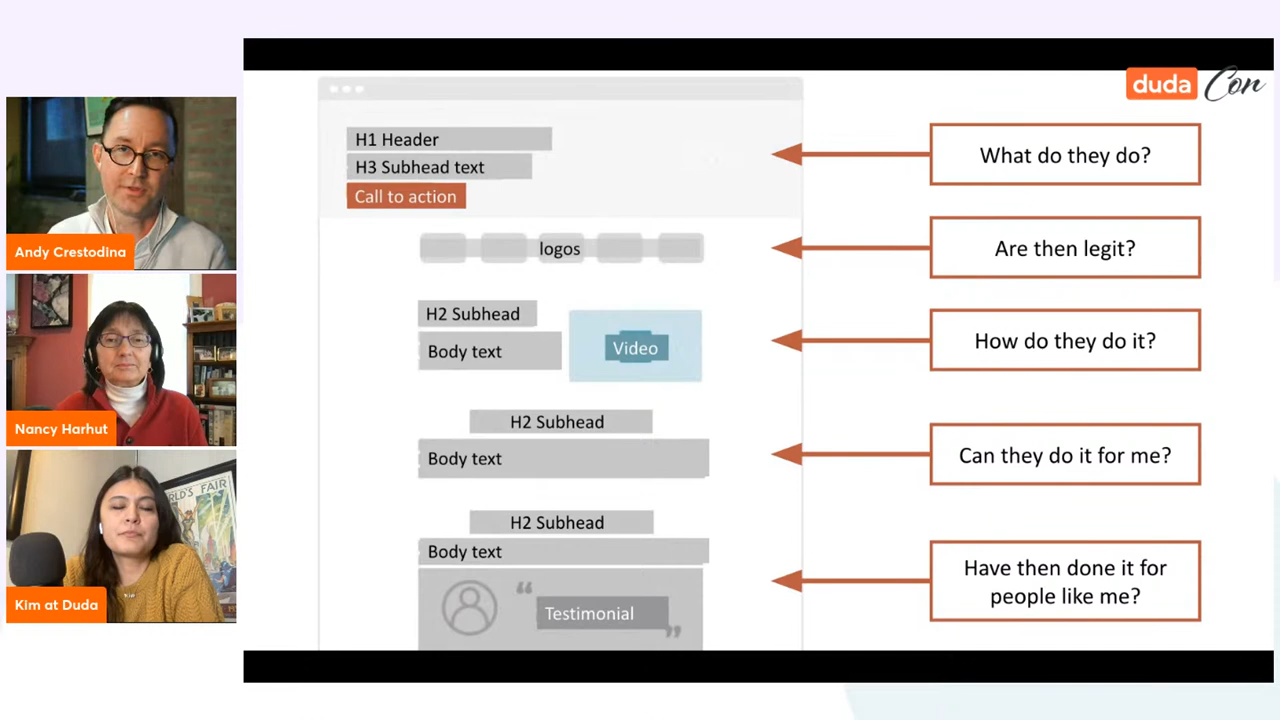 duda Con
H1 Header
H3 Subhead text
Call to action
What do they do?
logos
Are then legit?
H2 Subhead
Body text
Video
How do they do it?
H2 Subhead
Body text
Can they do it for me?
H2 Subhead
Body text
“
Testimonial
”
Have then done it for
people like me?
Andy Crestodina
Nancy Harhut
WORLD'S FAIR
Kim at Duda